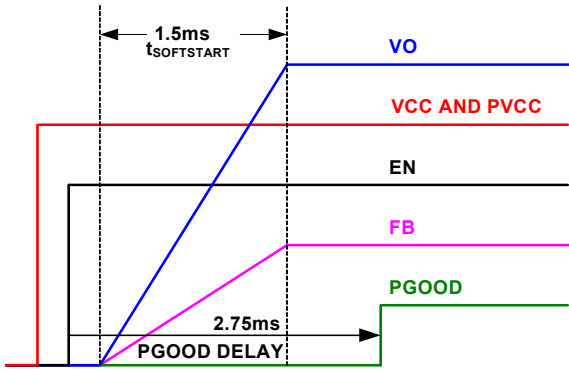 1.5ms
tSOFTSTART
VO
VCC AND PVCC
EN
FB
PGOOD
2.75ms
PGOOD DELAY